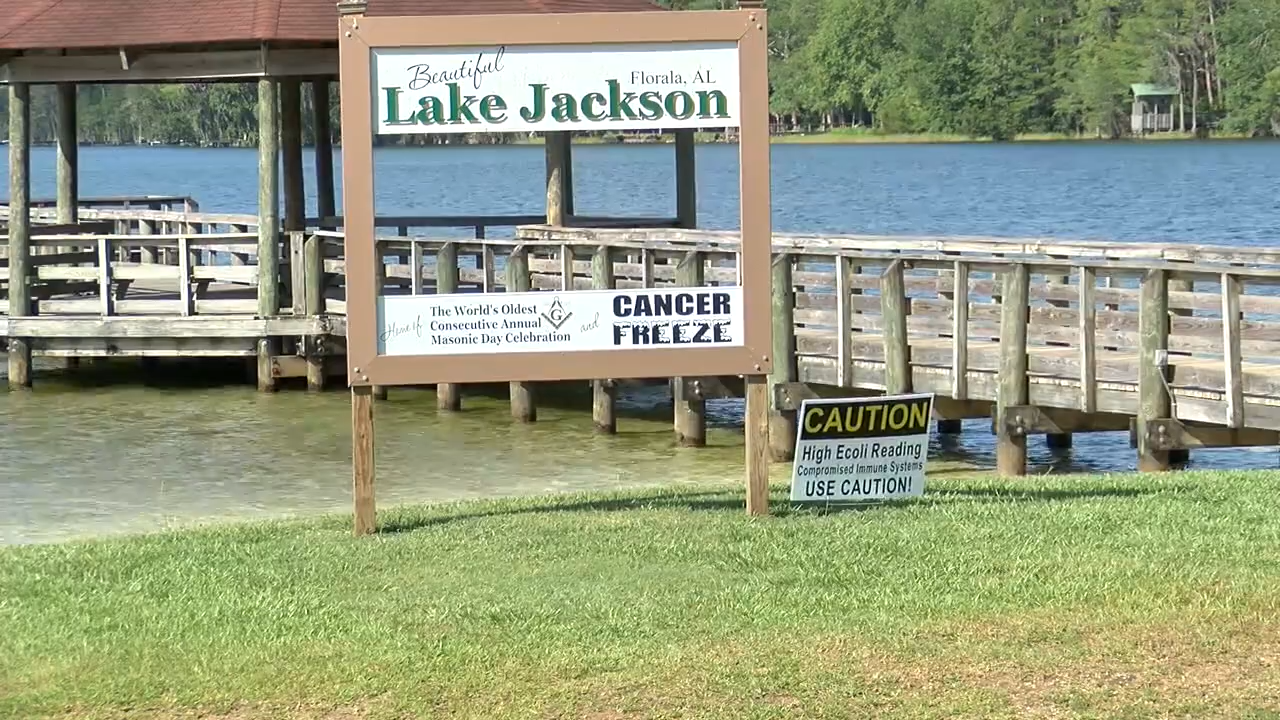 Beautiful
Florala, AL
Lake Jackson
Home of
The World's Oldest
Consecutive Annual
Masonic Day Celebration
G
and
CANCER
FREEZE
CAUTION
High Ecoli Reading
Compromised Immune Systems
USE CAUTION!